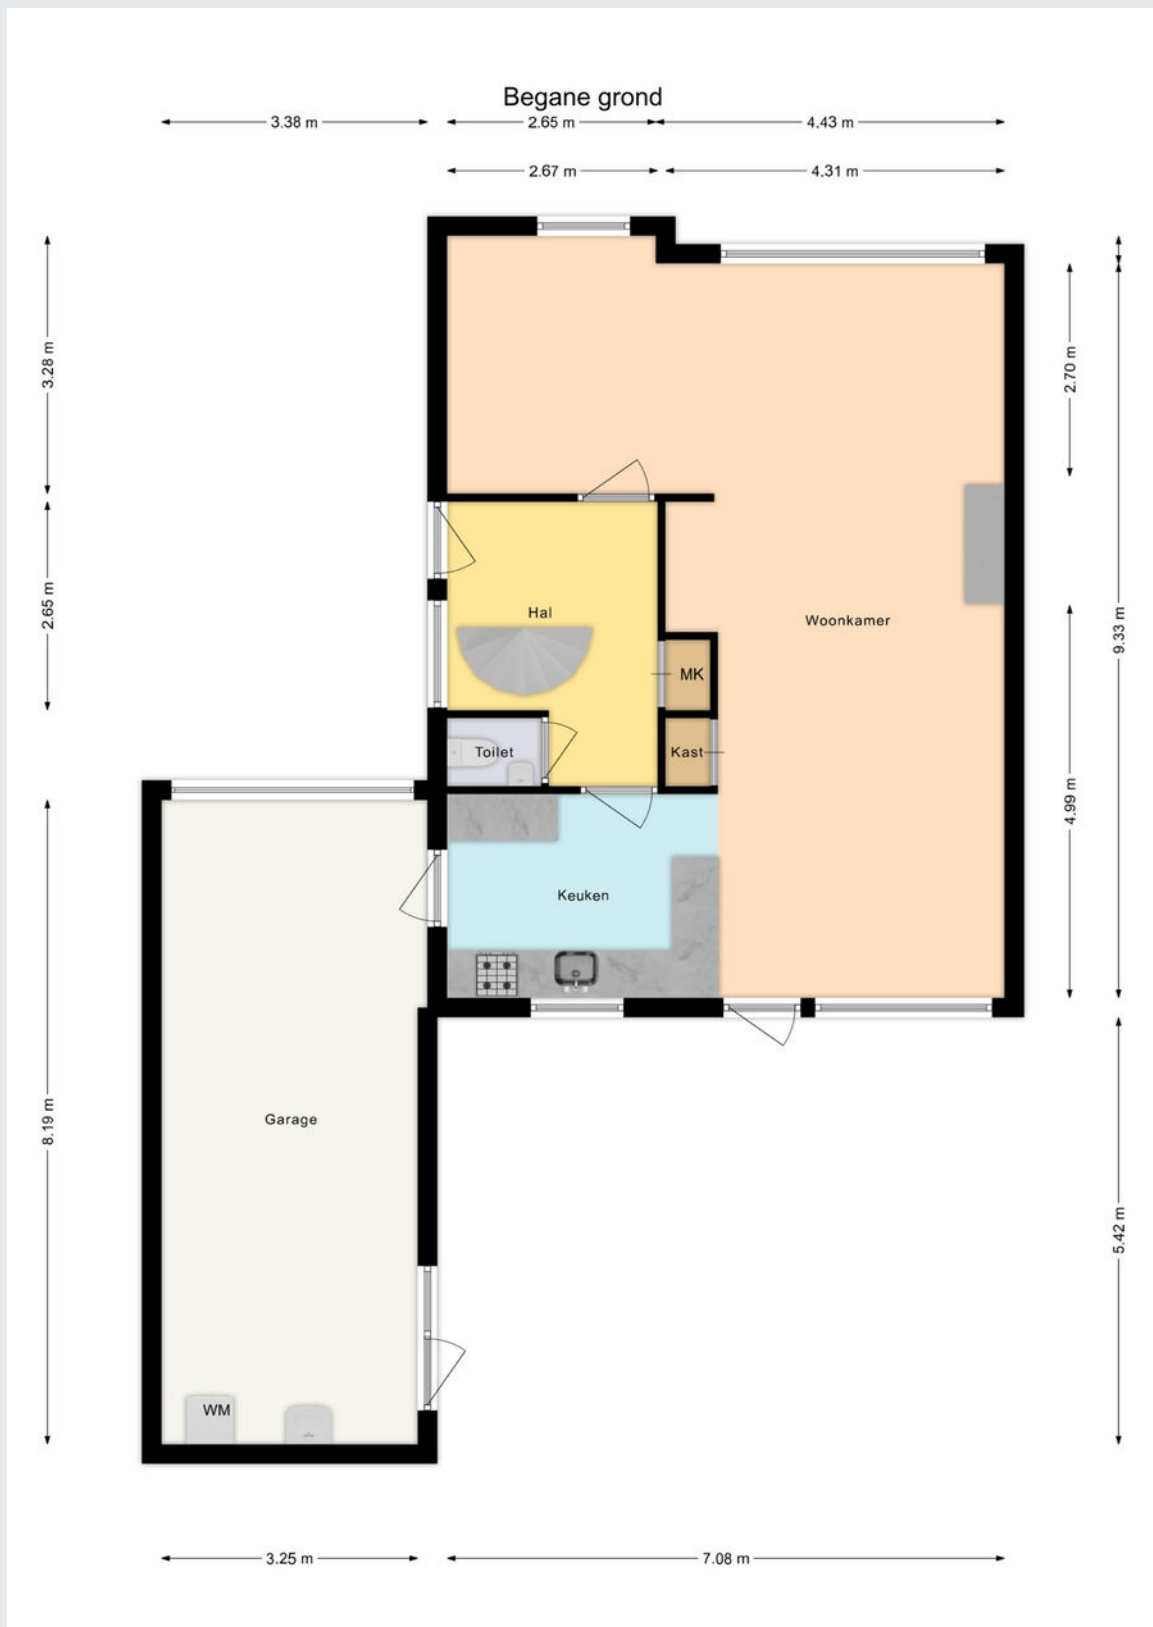 Begane grond
3.38 m
2.65 m
4.43 m
2.67 m
4.31 m
3.28 m
2.70 m
2.65 m
9.33 m
Hal
Woonkamer
MK
Toilet
Kast
4.99 m
Keuken
8.19 m
Garage
5.42 m
WM
3.25 m
7.08 m